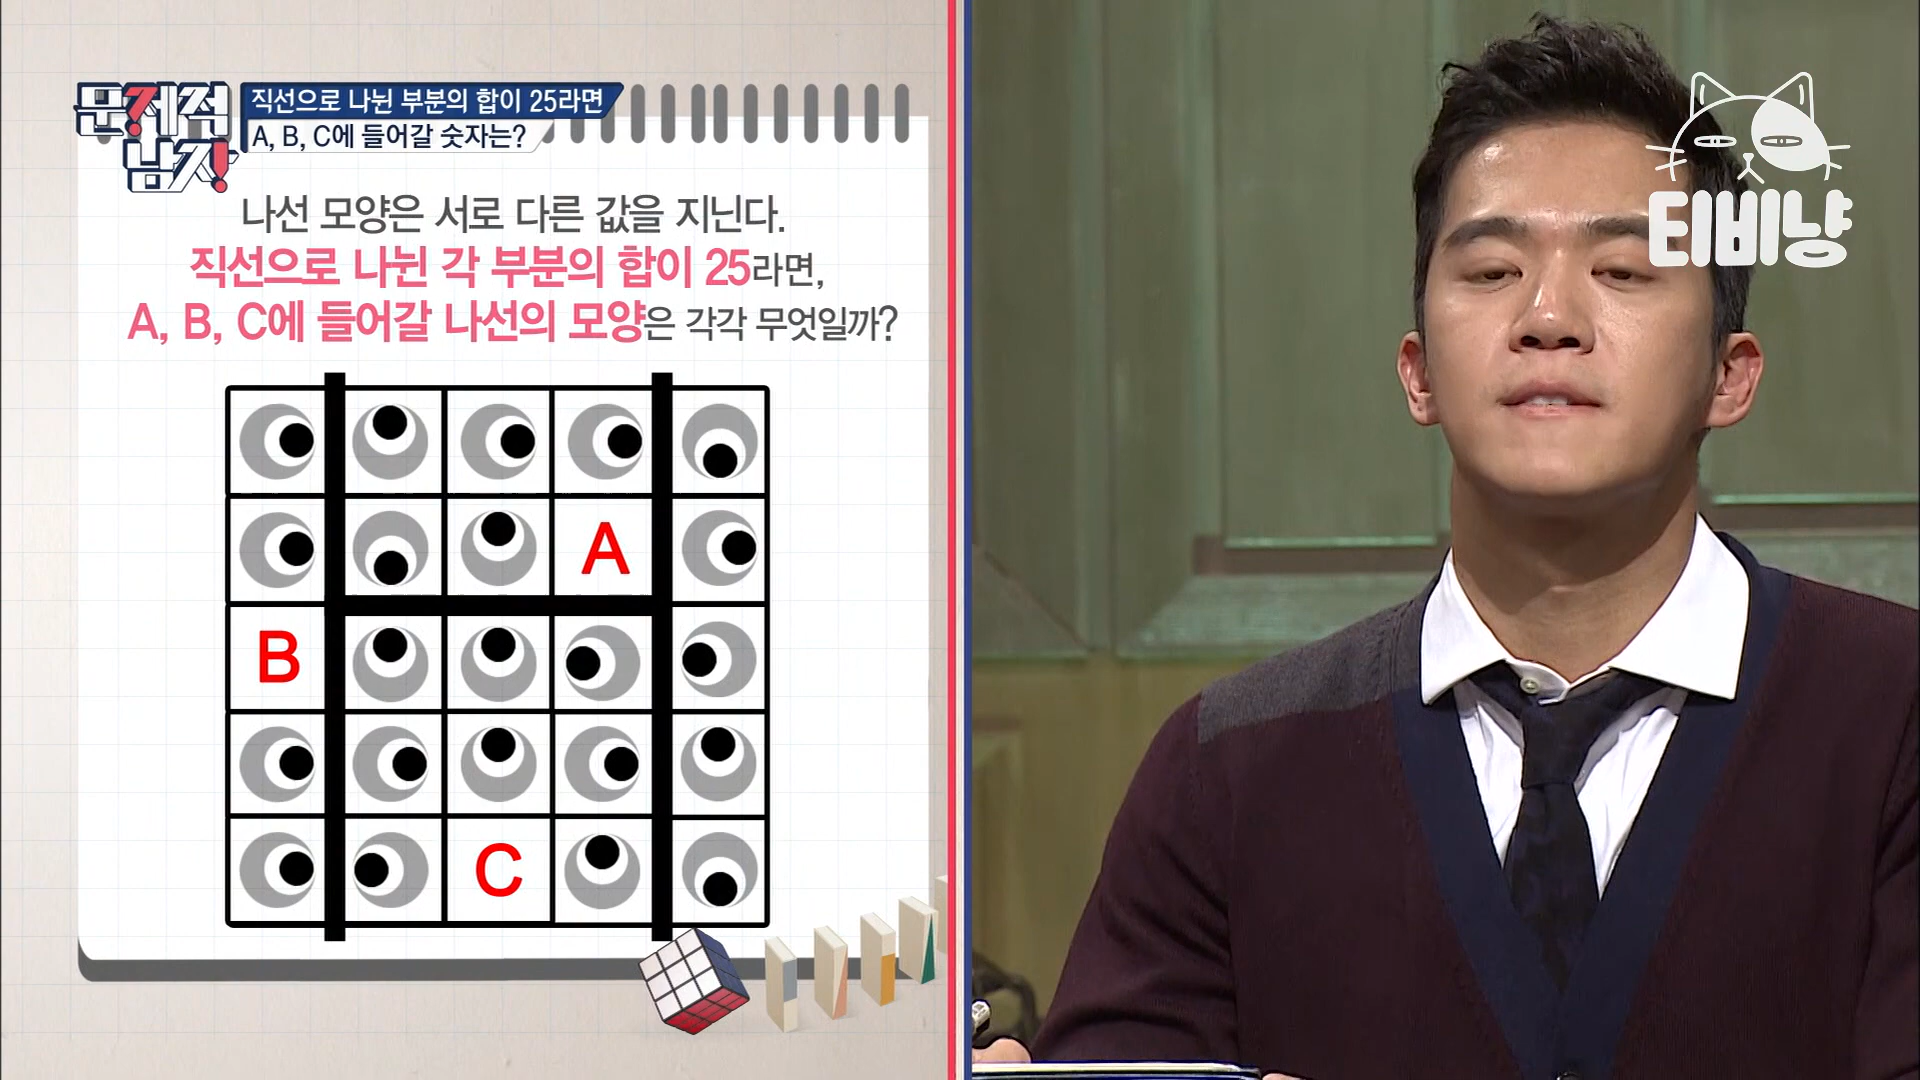 문제적
남자!
직선으로 나뉜 부분의 합이 25라면
A, B, C에 들어갈 숫자는?
나선 모양은 서로 다른 값을 지닌다.
직선으로 나뉜 각 부분의 합이 25라면,
A, B, C에 들어갈 나선의 모양은 각각 무엇일까?
티비냥
A
B
C